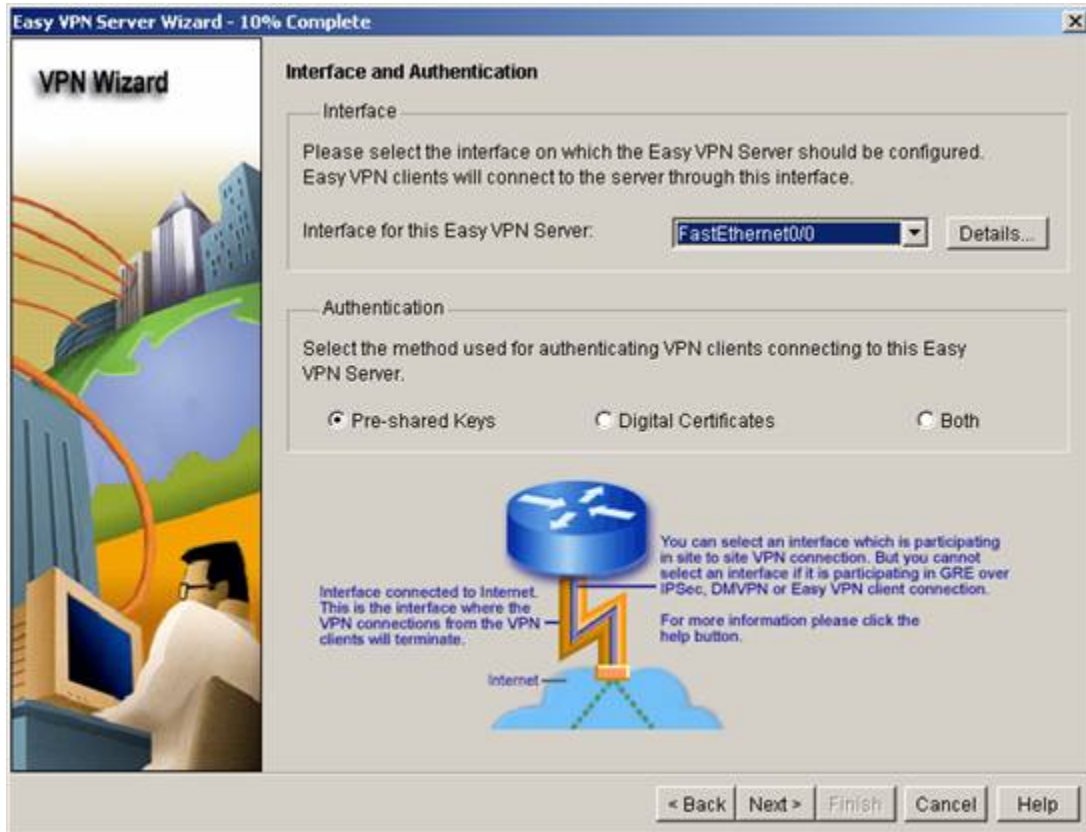 Easy VPN Server Wizard - 10% Complete
VPN Wizard
Interface and Authentication
Interface
Please select the interface on which the Easy VPN Server should be configured.
Easy VPN clients will connect to the server through this interface.
Interface for this Easy VPN Server:
FastEthernet0/0
Details...
Authentication
Select the method used for authenticating VPN clients connecting to this Easy
VPN Server.
Pre-shared Keys
Digital Certificates
Both
Interface connected to Internet.
This is the interface where the
VPN connections from the VPN
clients will terminate.
You can select an interface which is participating
in site to site VPN connection. But you cannot
select an interface if it is participating in GRE over
IPSec, DMVPN or Easy VPN client connection.
For more information please click the
help button.
Internet
< Back
Next >
Finish
Cancel
Help